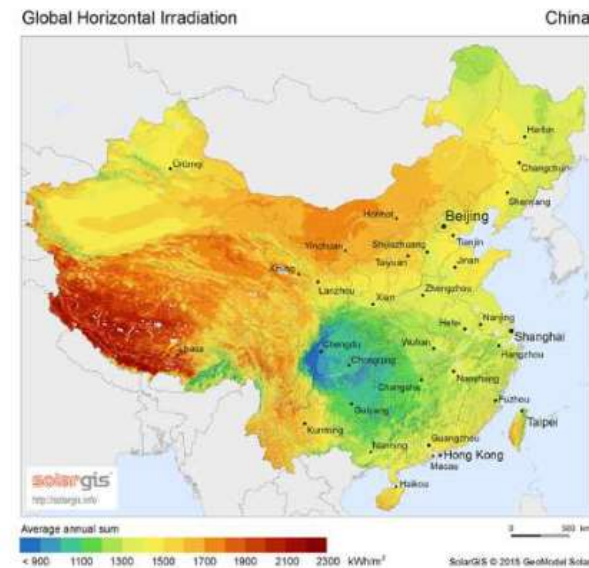 Global Horizontal Irradiation China
Harbin
Changchun
Ürümqi
Shenyang
Hohhot
Beijing
Tianjin
Yinchuan
Shijiazhuang
Taiyuan
Jinan
Xining
Lanzhou
Zhengzhou
Xian
Nanjing
Hefei
Shanghai
Chengdu
Wuhan
Hangzhou
Lhasa
Chongqing
Nanchang
Changsha
Guiyang
Fuzhou
Taipei
Kunming
Guangzhou
Nanning
Hong Kong
Macau
Haikou
solargis
http://solargis.info/
Average annual sum
0 500 km
< 900 1100 1300 1500 1700 1900 2100 2300 kWh/m²
SolarGIS © 2015 GeoModel Solar